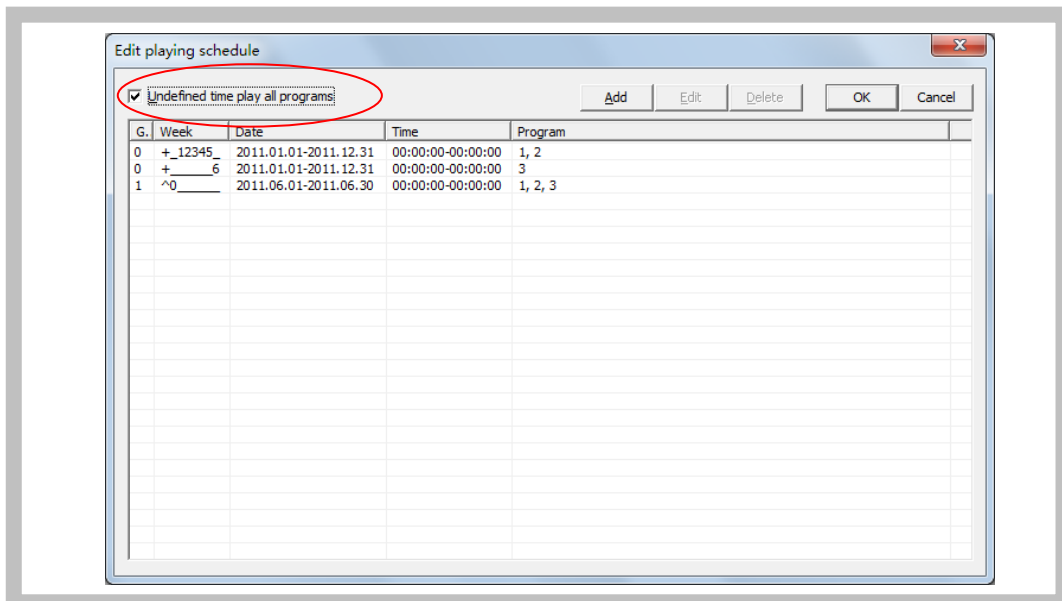 Edit playing schedule
Undefined time play all programs Add Edit Delete OK Cancel
G. Week Date Time Program
0 +_12345_ 2011.01.01-2011.12.31 00:00:00-00:00:00 1, 2
0 +______6 2011.01.01-2011.12.31 00:00:00-00:00:00 3
1 ^0______ 2011.06.01-2011.06.30 00:00:00-00:00:00 1, 2, 3